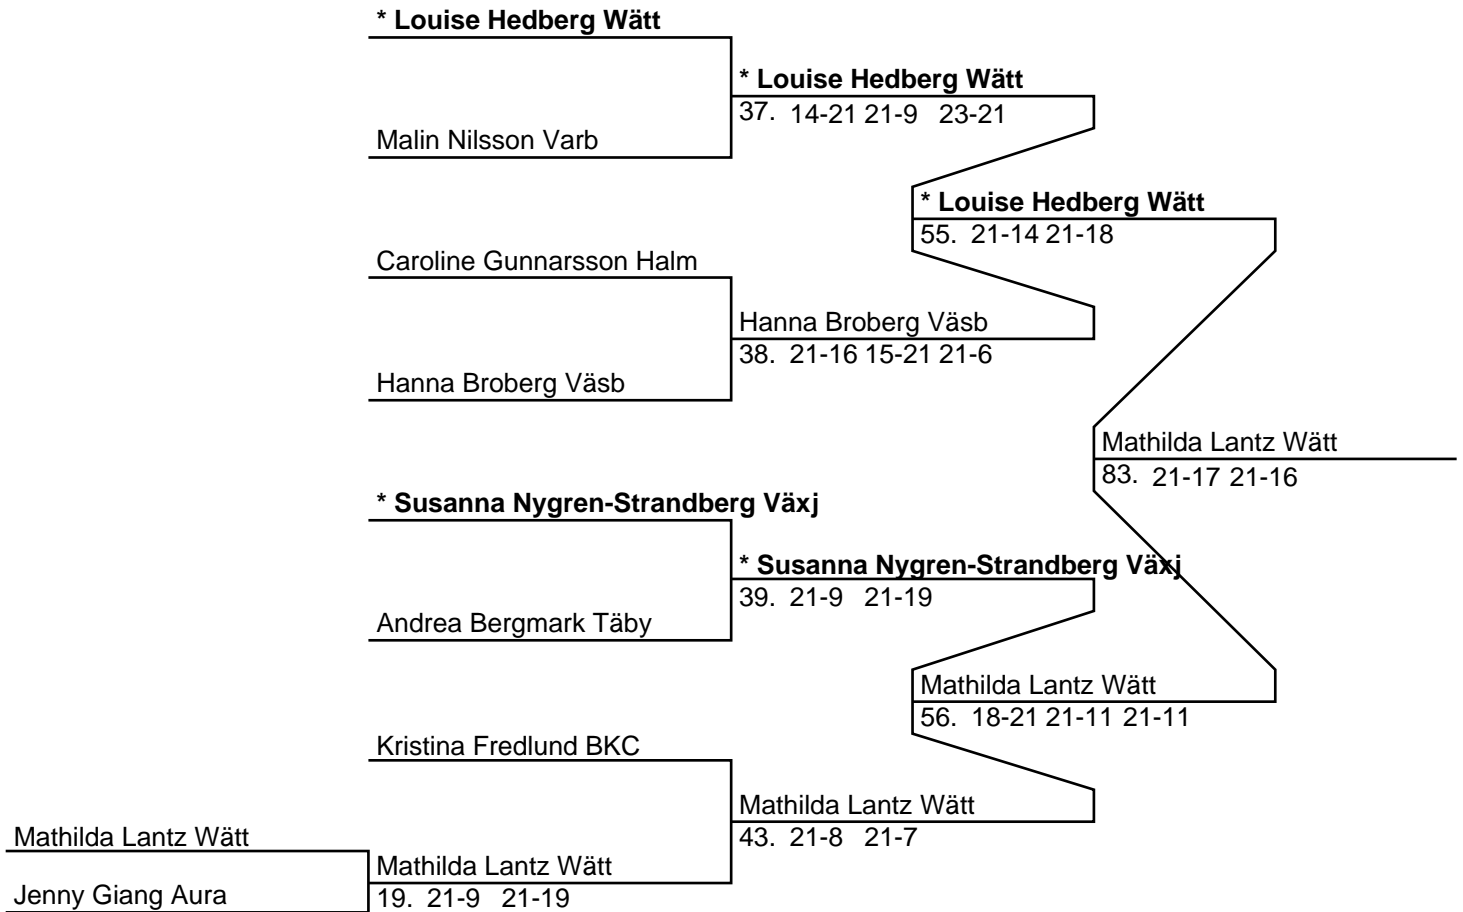 * Louise Hedberg Wätt
* Louise Hedberg Wätt
37. 14-21 21-9 23-21
Malin Nilsson Varb
* Louise Hedberg Wätt
55. 21-14 21-18
Caroline Gunnarsson Halm
Hanna Broberg Väsb
38. 21-16 15-21 21-6
Hanna Broberg Väsb
Mathilda Lantz Wätt
83. 21-17 21-16
* Susanna Nygren-Strandberg Växj
* Susanna Nygren-Strandberg Växj
39. 21-9 21-19
Andrea Bergmark Täby
Mathilda Lantz Wätt
56. 18-21 21-11 21-11
Kristina Fredlund BKC
Mathilda Lantz Wätt
43. 21-8 21-7
Mathilda Lantz Wätt
Mathilda Lantz Wätt
19. 21-9 21-19
Jenny Giang Aura